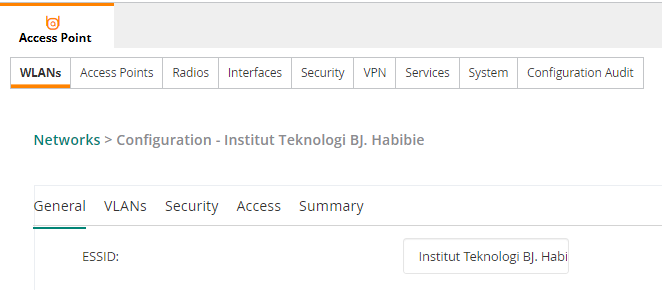 Access Point
WLANs Access Points Radios Interfaces Security VPN Services System Configuration Audit
Networks > Configuration - Institut Teknologi BJ. Habibie
General VLANs Security Access Summary
ESSID: Institut Teknologi BJ. Habi